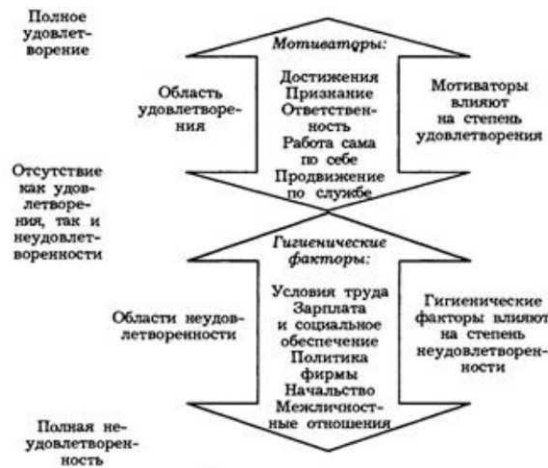 Полное
удовлет-
ворение
Мотиваторы:
Достижения
Признание
Ответствен-
ность
Работа сама
по себе
Продвижение
по службе
Область
удовлетворе-
ния
Мотиваторы
влияют
на степень
удовлетворения
Отсутствие
как удов-
летворе-
ния, так и
неудовлет-
воренности
Гигиенические
факторы:
Условия труда
Зарплата
и социальное
обеспечение
Политика
фирмы
Начальство
Межличност-
ные отношения
Области неудов-
летворенности
Гигиенические
факторы влияют
на степень
неудовлетворен-
ности
Полная не-
удовлетворен-
ность